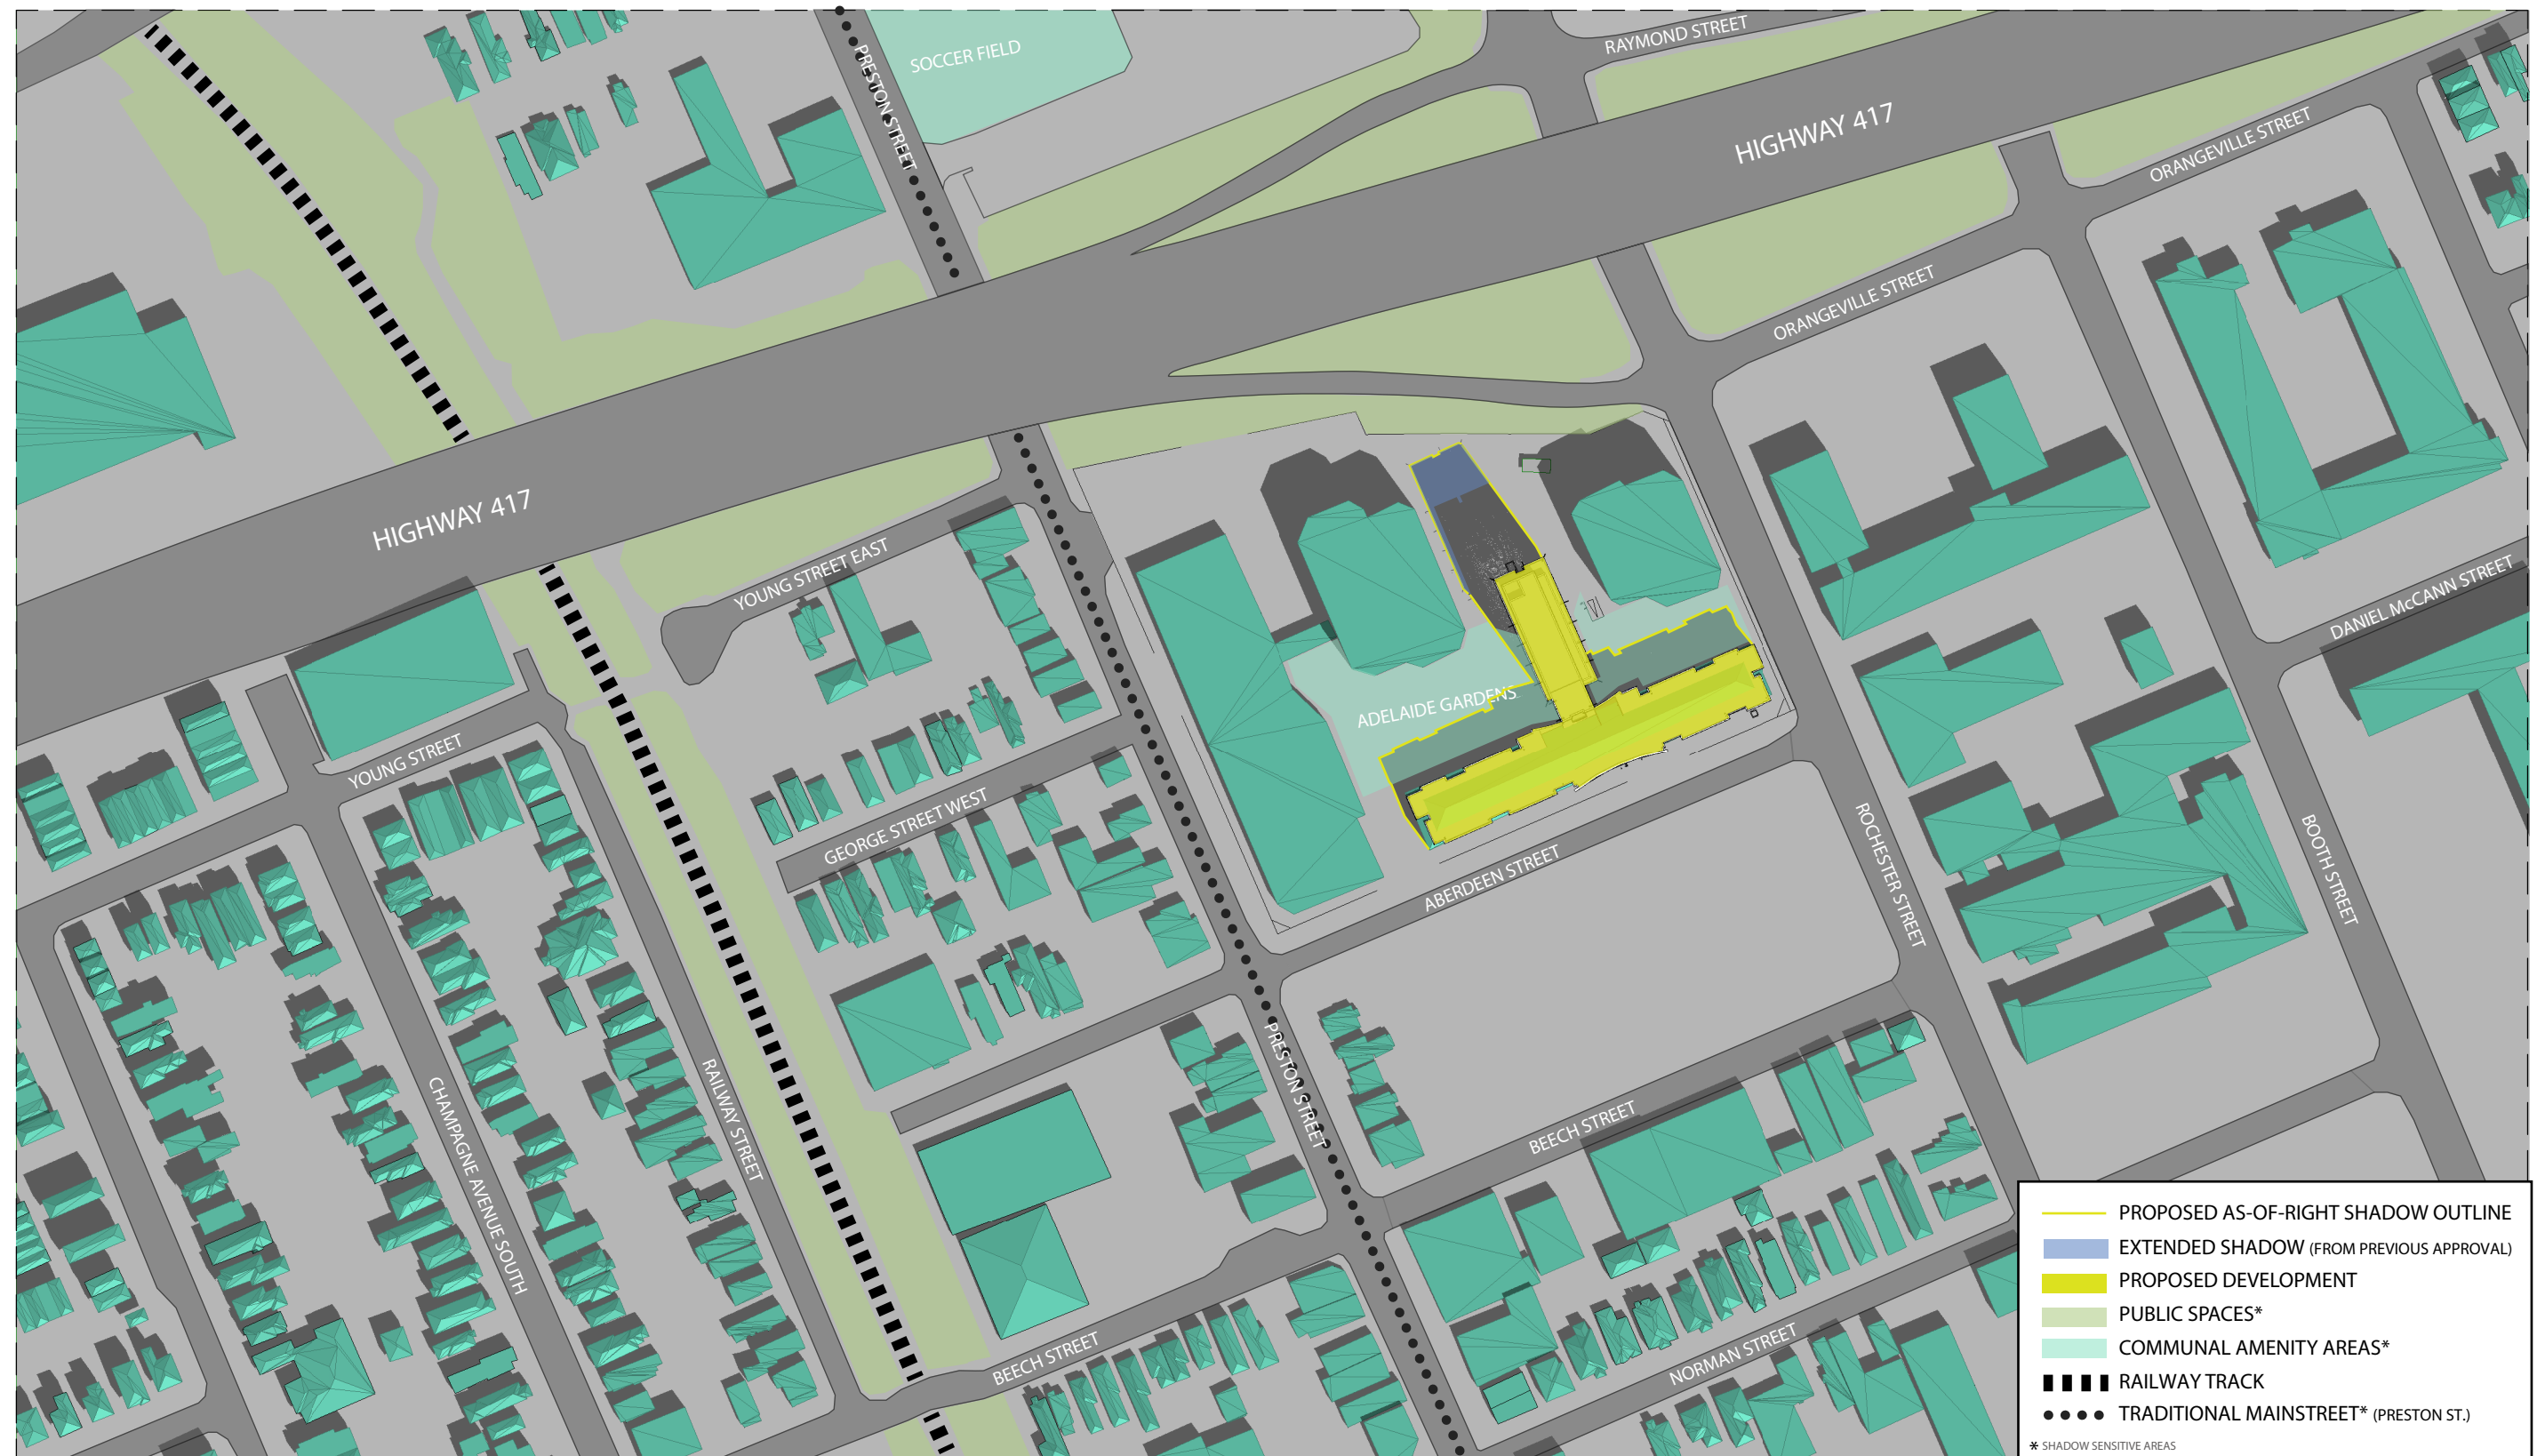 SOCCER FIELD
RAYMOND STREET
PRESTON STREET
HIGHWAY 417
ORANGEVILLE STREET
ORANGEVILLE STREET
HIGHWAY 417
YOUNG STREET EAST
DANIEL McCANN STREET
ADELAIDE GARDENS
YOUNG STREET
GEORGE STREET WEST
ABERDEEN STREET
ROCHESTER STREET
BOOTH STREET
PRESTON STREET
RAILWAY STREET
CHAMPAGNE AVENUE SOUTH
BEECH STREET
BEECH STREET
NORMAN STREET
PROPOSED AS-OF-RIGHT SHADOW OUTLINE
EXTENDED SHADOW (FROM PREVIOUS APPROVAL)
PROPOSED DEVELOPMENT
PUBLIC SPACES*
COMMUNAL AMENITY AREAS*
RAILWAY TRACK
TRADITIONAL MAINSTREET* (PRESTON ST.)
* SHADOW SENSITIVE AREAS